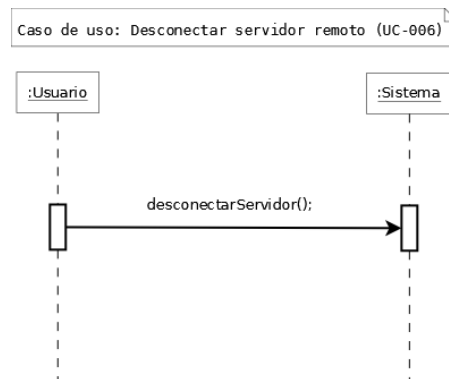 Caso de uso: Desconectar servidor remoto (UC-006)
:Usuario
:Sistema
desconectarServidor();